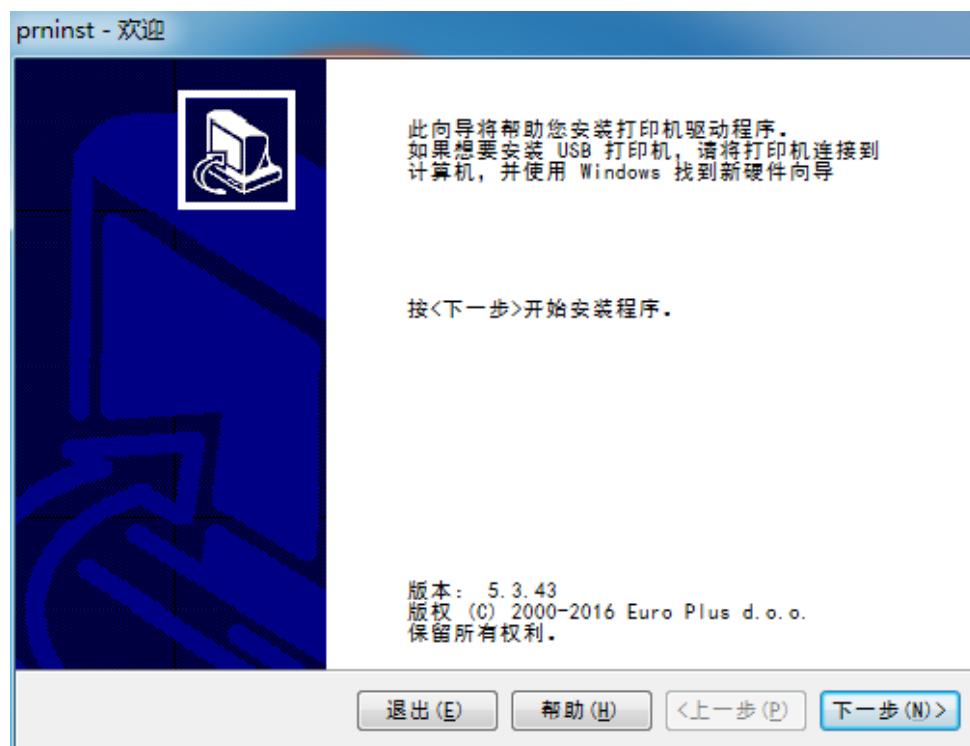 prninst - 欢迎
此向导将帮助您安装打印机驱动程序.
如果想要安装 USB 打印机, 请将打印机连接到
计算机, 并使用 Windows 找到新硬件向导
按<下一步>开始安装程序.
版本: 5.3.43
版权 (C) 2000-2016 Euro Plus d.o.o.
保留所有权利.
退出(E) 帮助(H) <上一步(P) 下一步(N)>